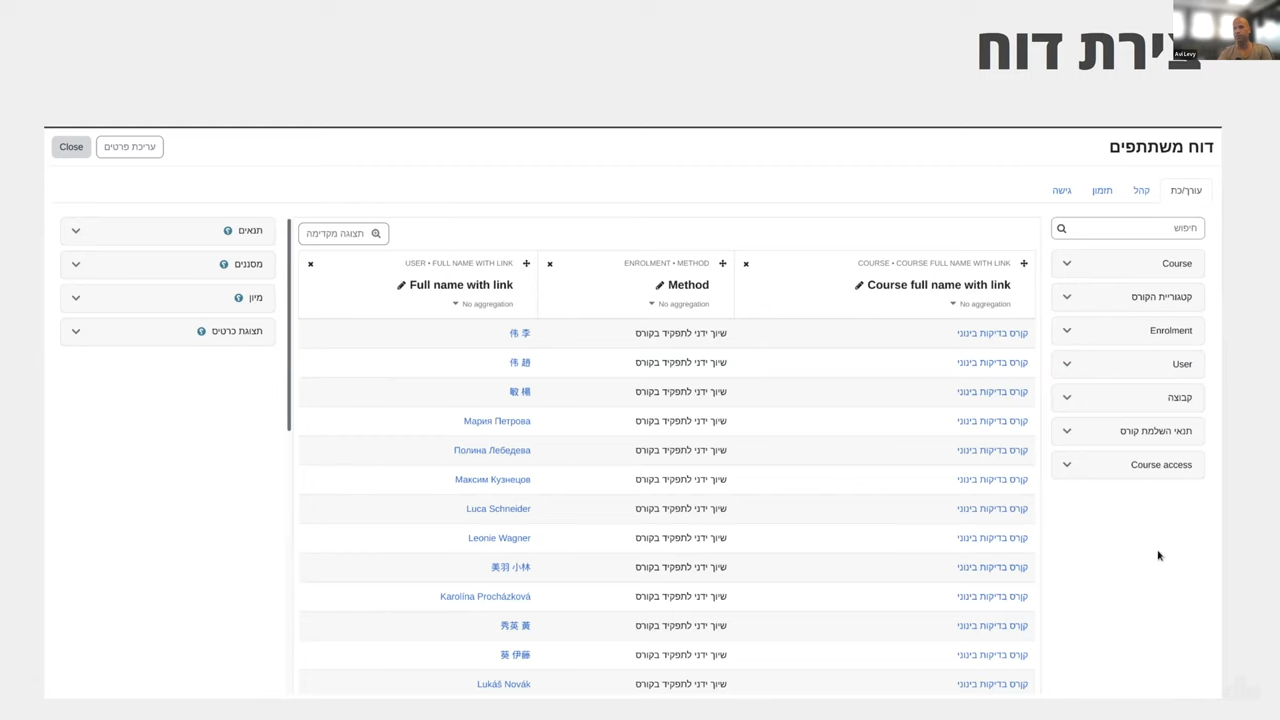 דוח
Avi Levy
דוח משתתפים
עריכת פרטים
Close
עורך/כת
קהל
תזמון
גישה
חיפוש
Course
קטגוריית הקורס
Enrolment
User
קבוצה
תנאי השלמת קורס
Course access
תצוגה מקדימה
COURSE • COURSE FULL NAME WITH LINK
ENROLMENT • METHOD
USER • FULL NAME WITH LINK
Course full name with link
Method
Full name with link
No aggregation
No aggregation
No aggregation
קורס בדיקות בינוני שיוך ידני לתפקיד בקורס 伟 李
קורס בדיקות בינוני שיוך ידני לתפקיד בקורס 伟 趙
קורס בדיקות בינוני שיוך ידני לתפקיד בקורס 敏 楊
קורס בדיקות בינוני שיוך ידני לתפקיד בקורס Мария Петрова
קורס בדיקות בינוני שיוך ידני לתפקיד בקורס Полина Лебедева
קורס בדיקות בינוני שיוך ידני לתפקיד בקורס Максим Кузнецов
קורס בדיקות בינוני שיוך ידני לתפקיד בקורס Luca Schneider
קורס בדיקות בינוני שיוך ידני לתפקיד בקורס Leonie Wagner
קורס בדיקות בינוני שיוך ידני לתפקיד בקורס 美羽 小林
קורס בדיקות בינוני שיוך ידני לתפקיד בקורס Karolína Procházková
קורס בדיקות בינוני שיוך ידני לתפקיד בקורס 秀英 黃
קורס בדיקות בינוני שיוך ידני לתפקיד בקורס 葵 伊藤
קורס בדיקות בינוני שיוך ידני לתפקיד בקורס Lukáš Novák
תנאים
מסננים
מיון
תצוגת כרטיס